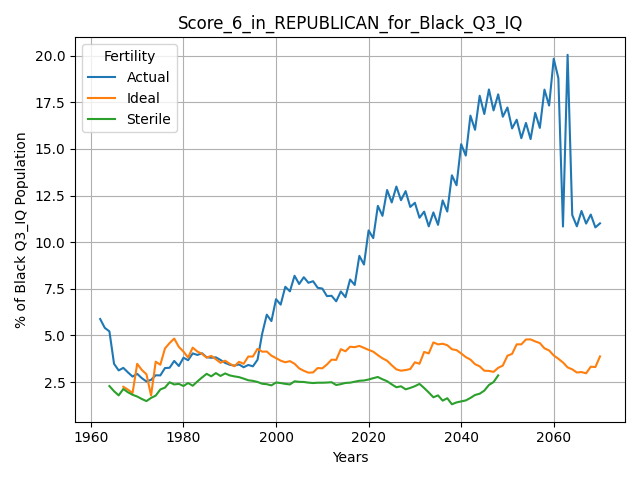 Score_6_in_REPUBLICAN_for_Black_Q3_IQ
Fertility
Actual
Ideal
Sterile
% of Black Q3_IQ Population
20.0
17.5
15.0
12.5
10.0
7.5
5.0
2.5
1960
1980
2000
2020
2040
2060
Years